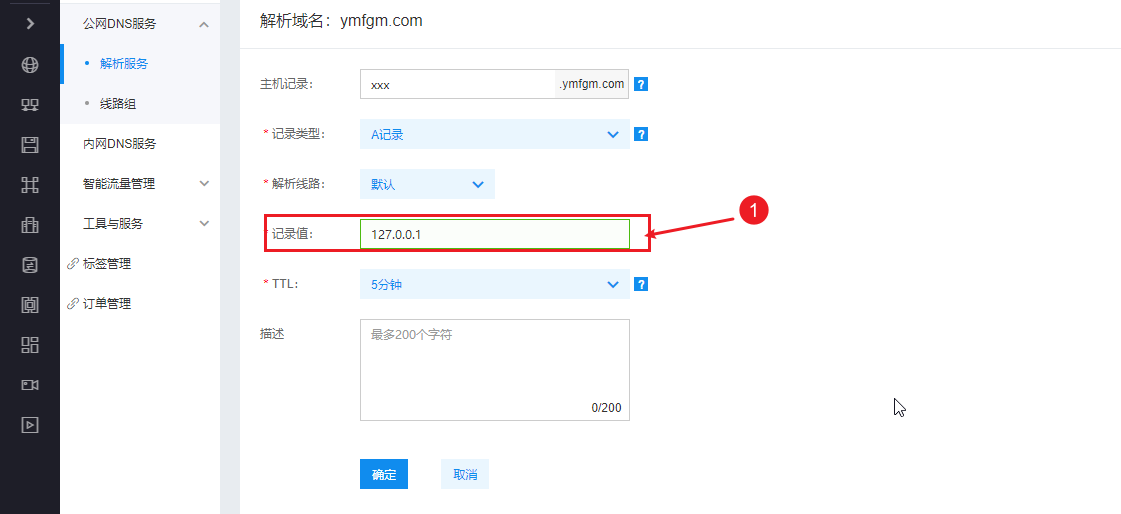 公网DNS服务
解析服务
线路组
内网DNS服务
智能流量管理
工具与服务
标签管理
订单管理
解析域名：ymfgm.com
主机记录： xxx .ymfgm.com ?
* 记录类型： A记录 ?
* 解析线路： 默认
* 记录值： 127.0.0.1 1
* TTL： 5分钟 ?
描述 最多200个字符
0/200
确定 取消